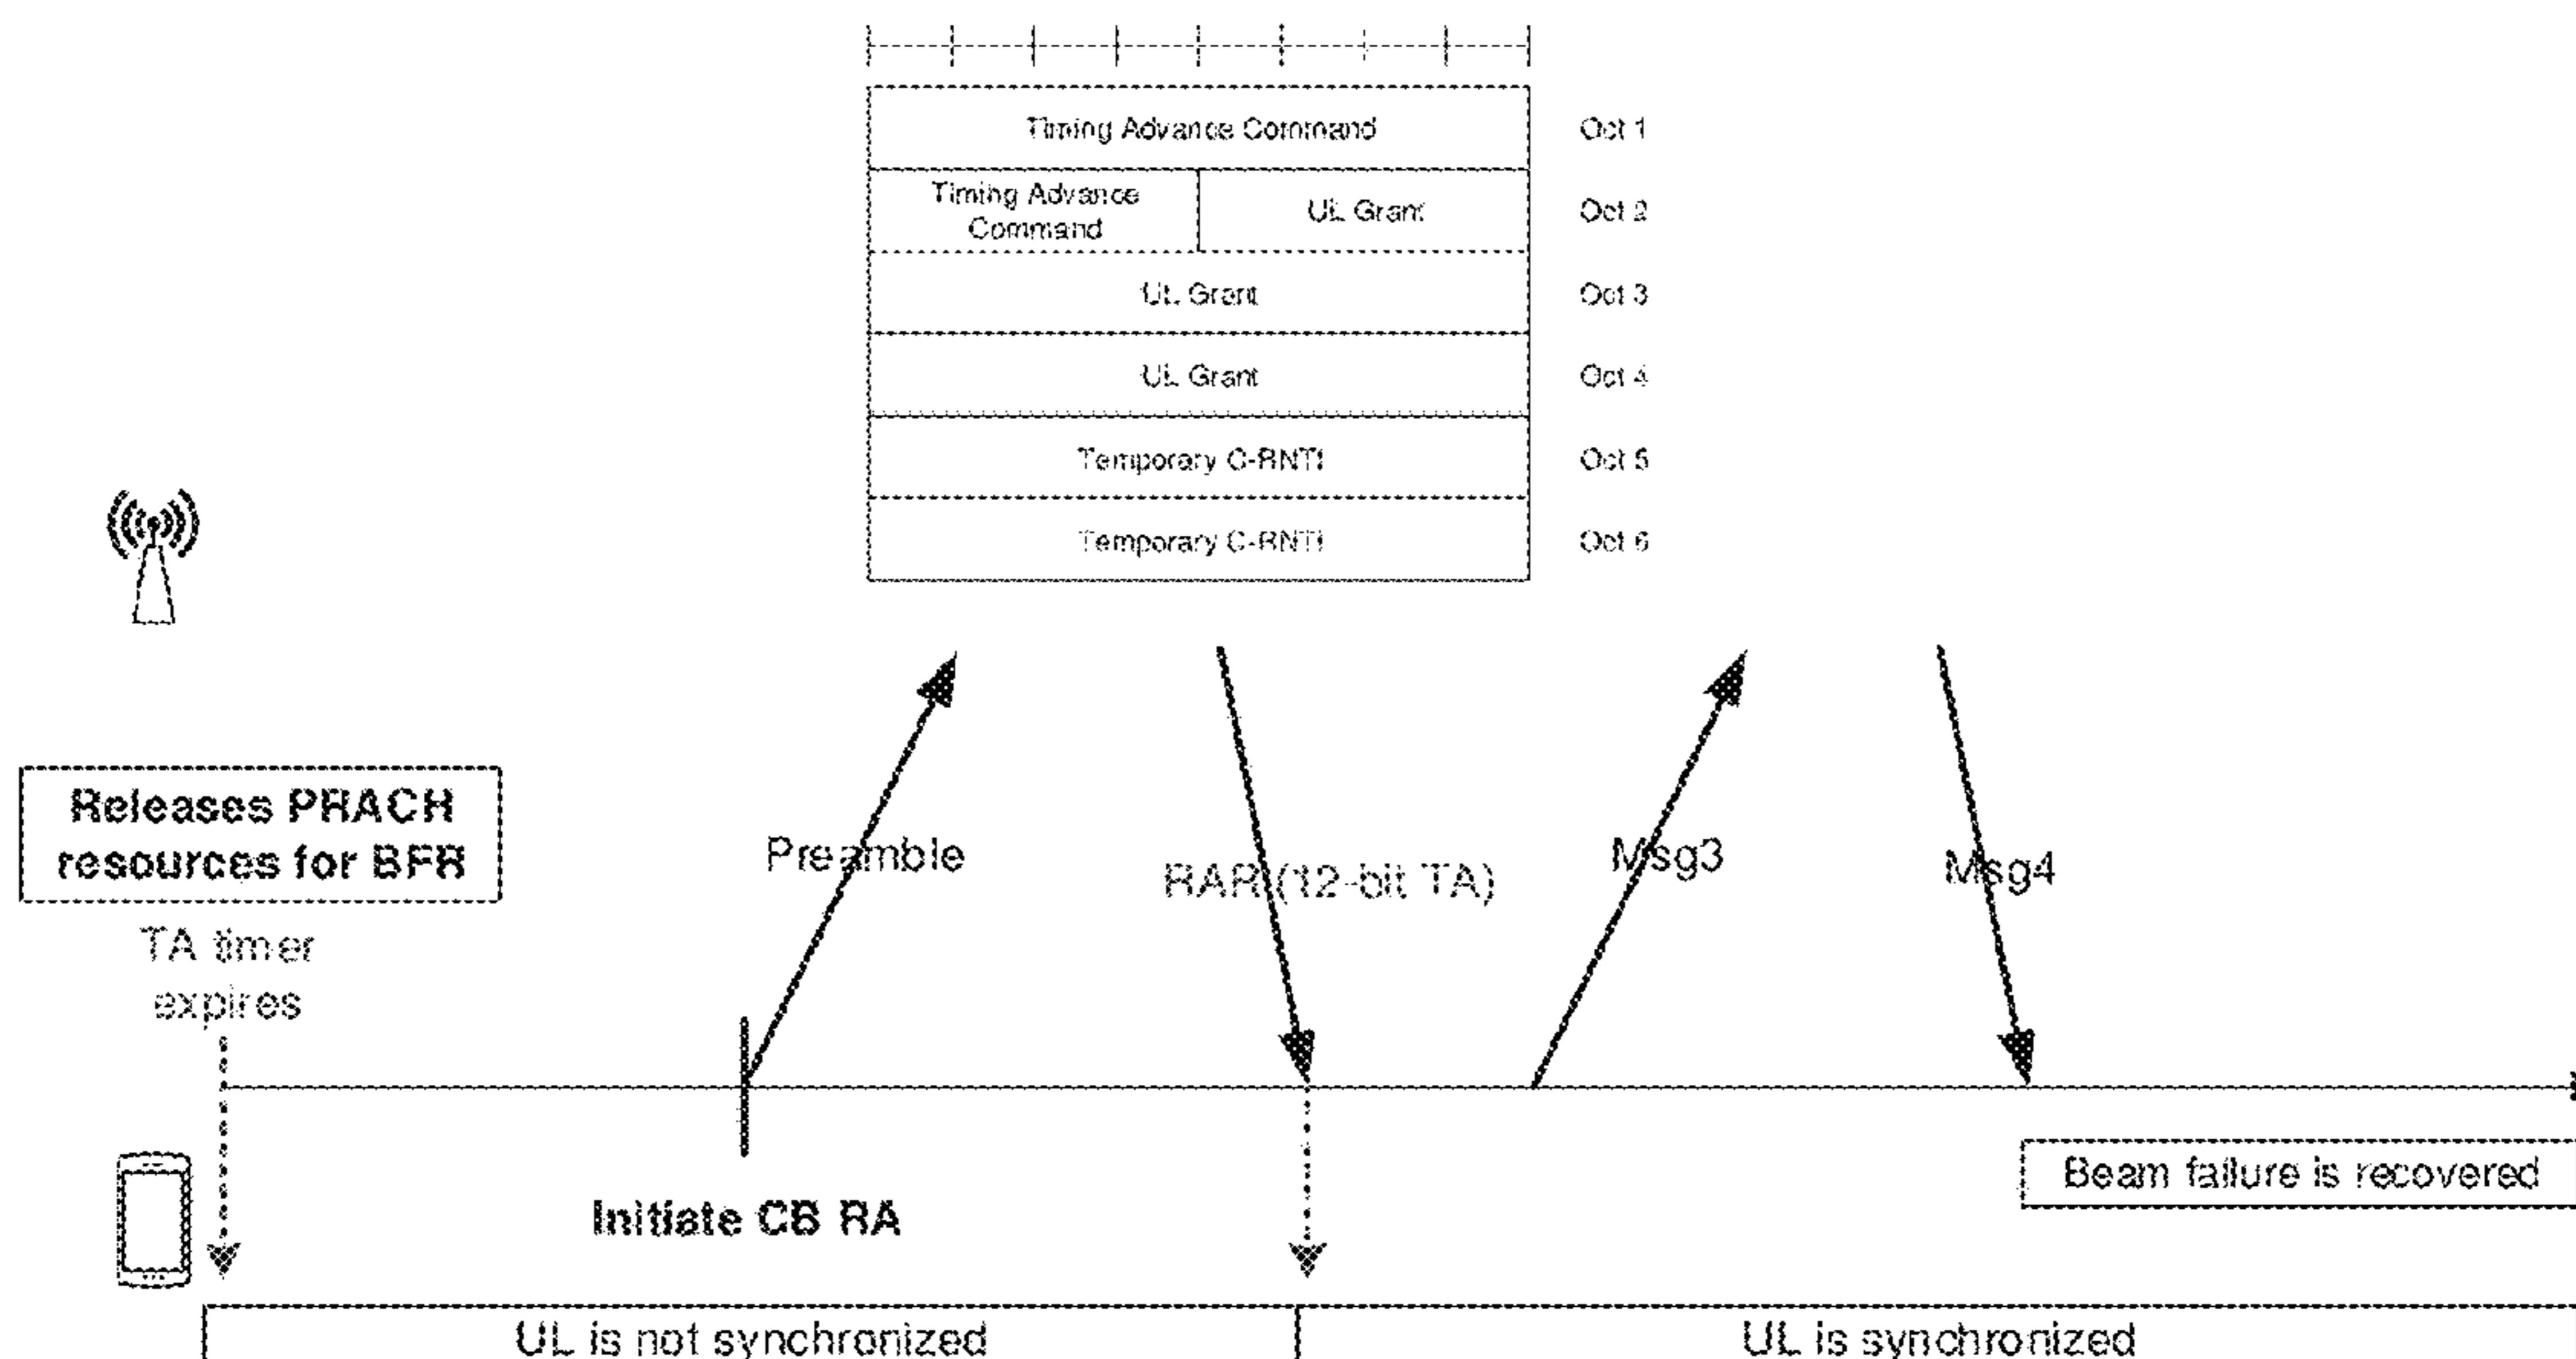 Timing Advance Command
Oct 1
Timing Advance
Command
UL Grant
Oct 2
UL Grant
Oct 3
UL Grant
Oct 4
Temporary C-RNTI
Oct 5
Temporary C-RNTI
Oct 6
Releases PRACH
resources for BFR
TA timer
expires
Preamble
RAR (12-bit TA)
Msg3
Msg4
Initiate CB RA
Beam failure is recovered
UL is not synchronized
UL is synchronized